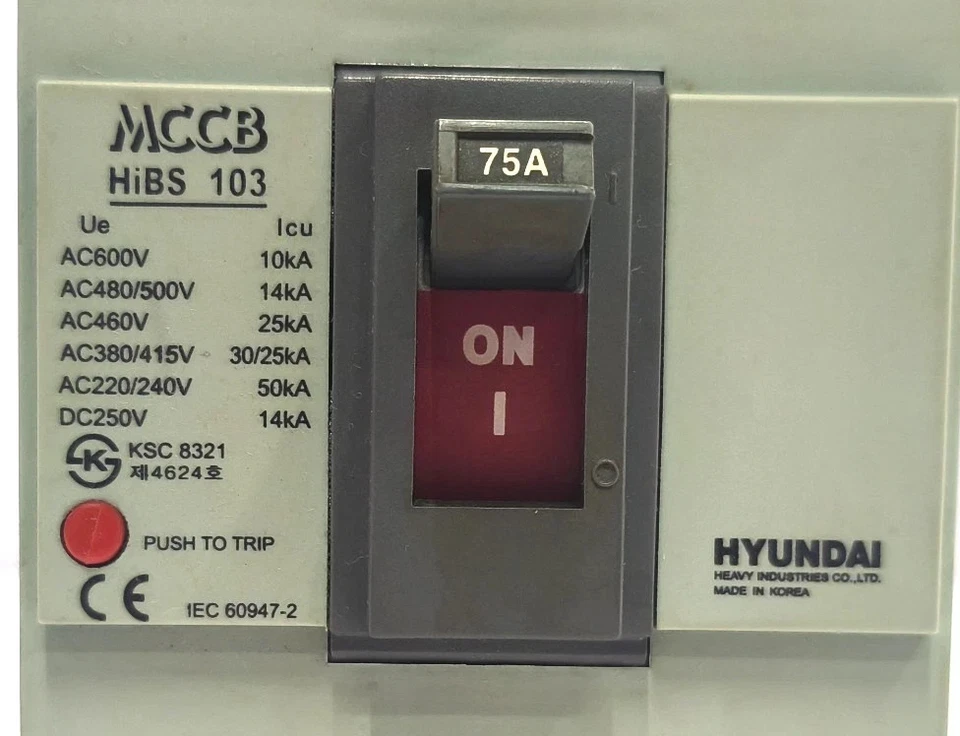 MCCB
HiBS 103
Ue Icu
AC600V 10kA
AC480/500V 14kA
AC460V 25kA
AC380/415V 30/25kA
AC220/240V 50kA
DC250V 14kA
K KSC 8321
제4624호
PUSH TO TRIP
CE IEC 60947-2
75A
I
ON
I
O
HYUNDAI
HEAVY INDUSTRIES CO.,LTD.
MADE IN KOREA